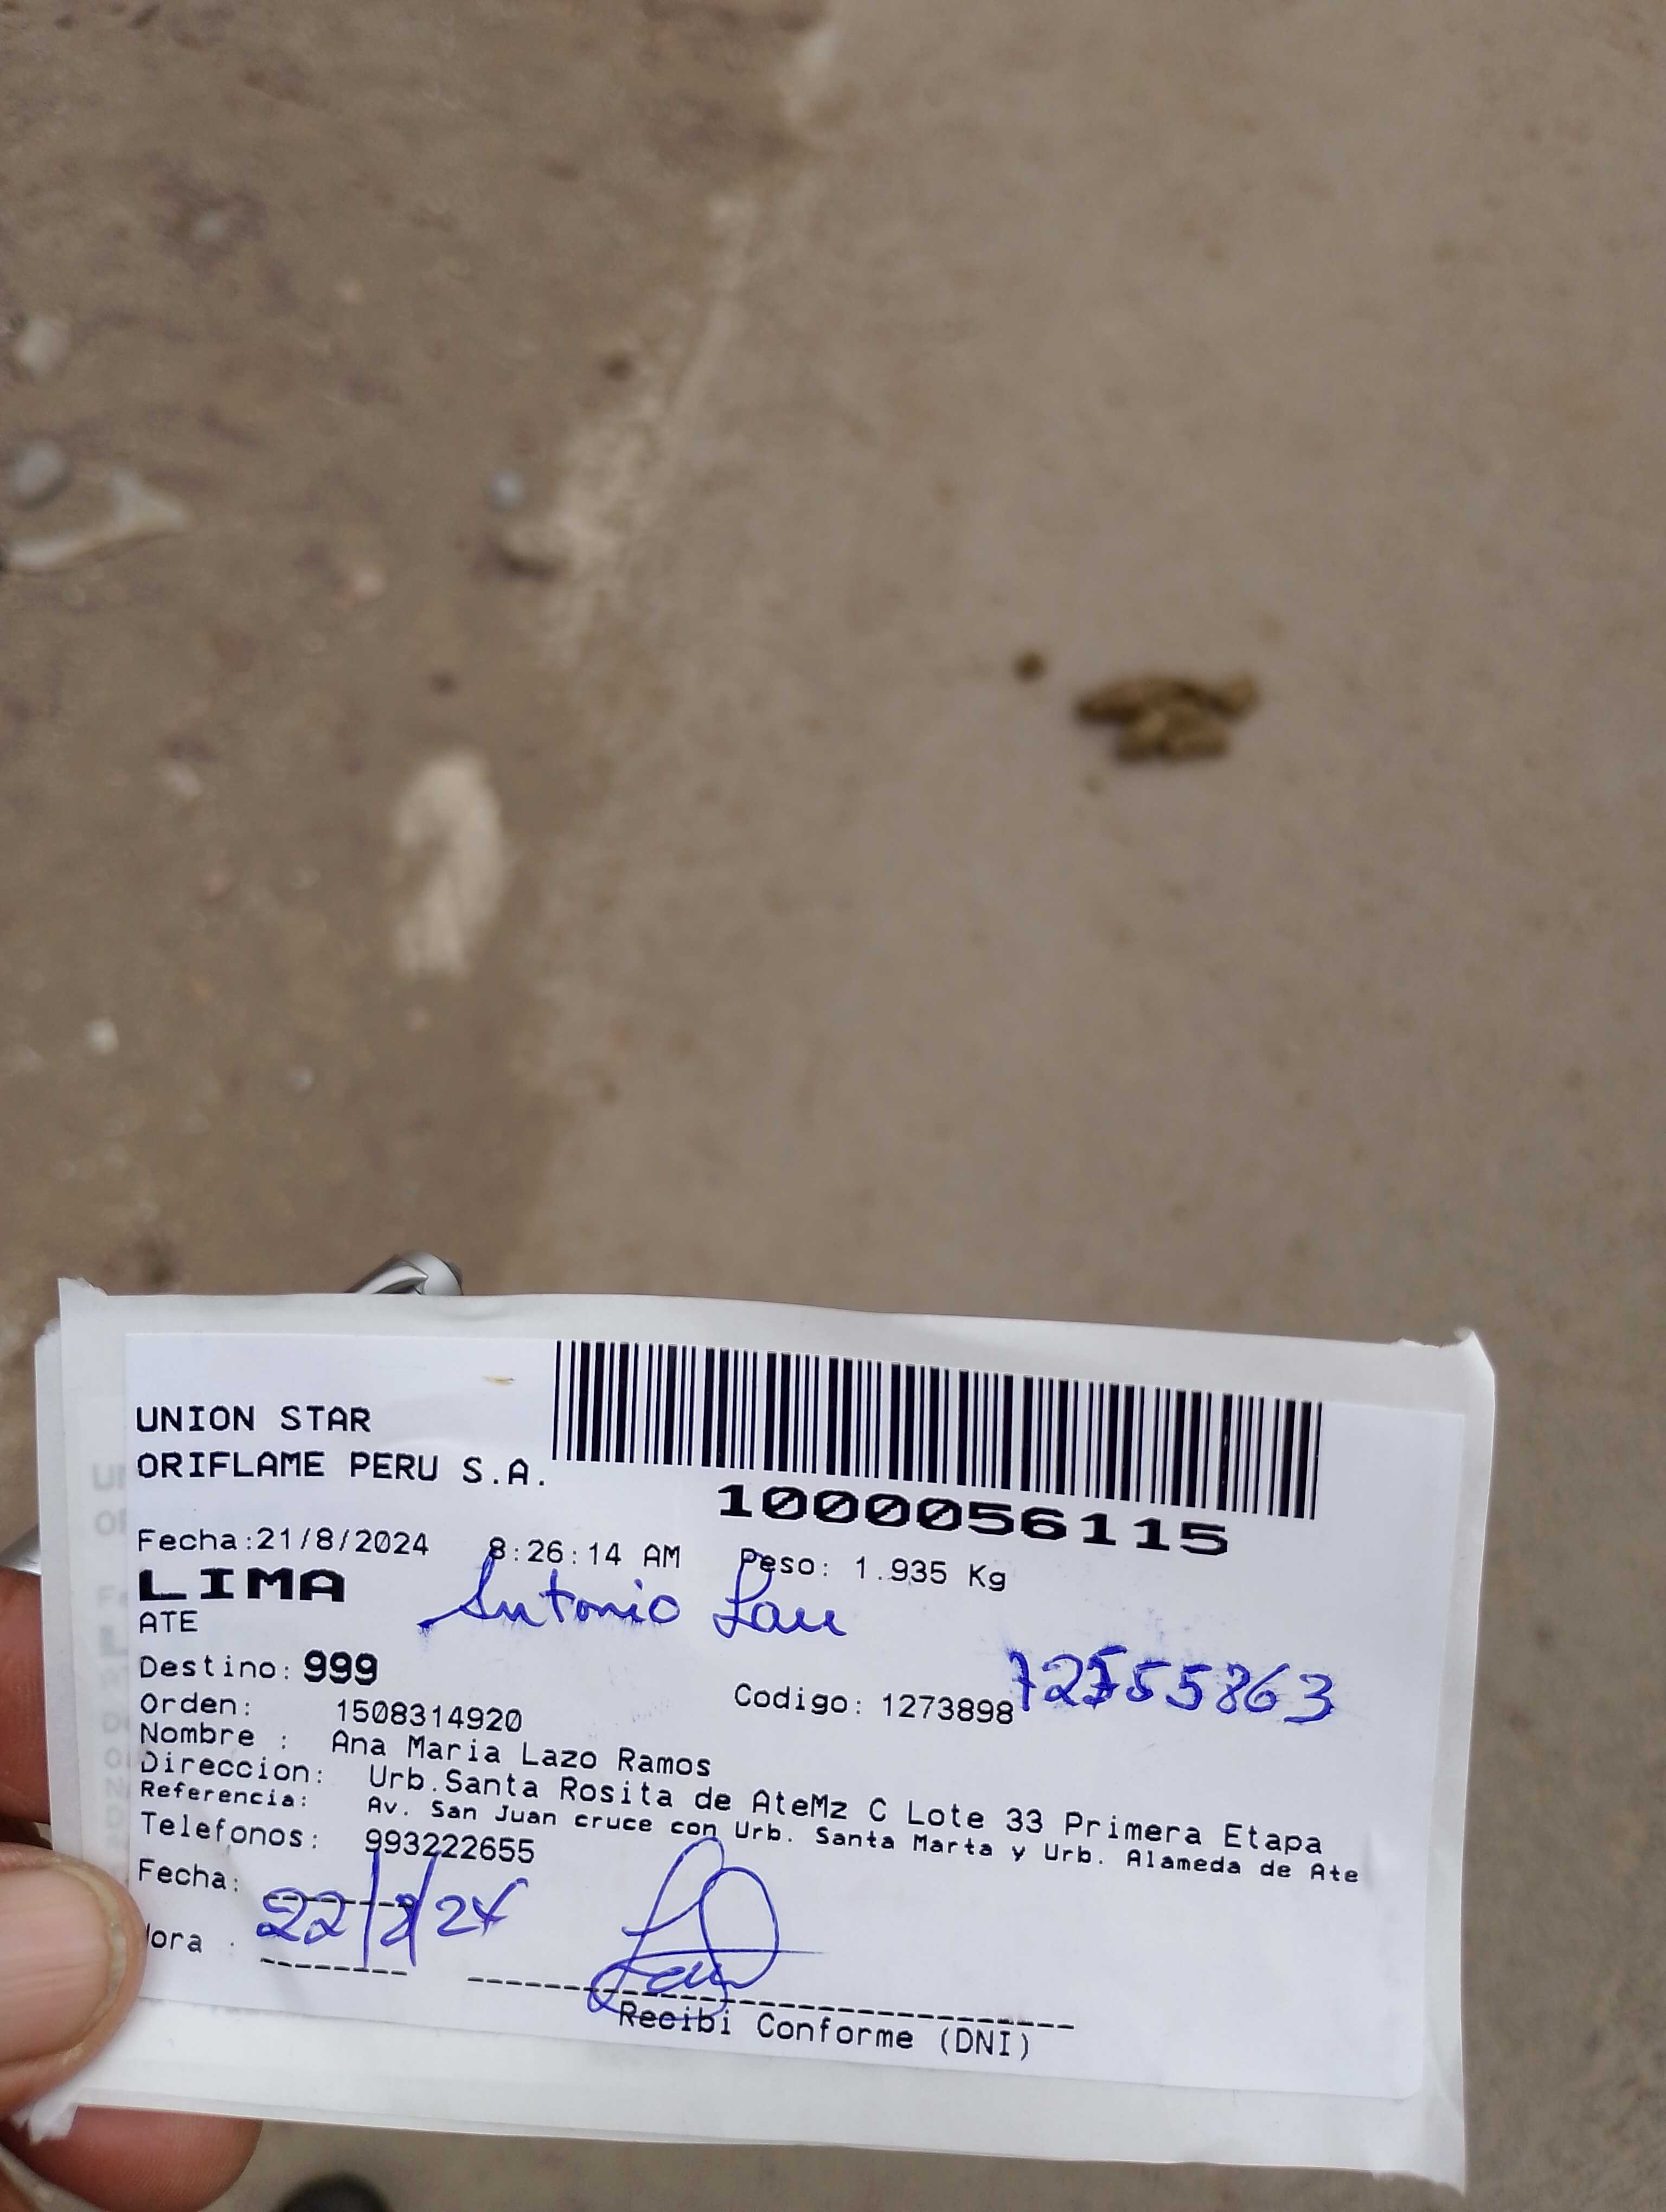 UNION STAR
ORIFLAME PERU S.A.
1000056115
Fecha:21/8/2024 8:26:14 AM Peso: 1.935 Kg
LIMA
Antonio Lau
ATE
Destino: 999
Codigo: 1273898
Orden: 1508314920
Nombre : Ana Maria Lazo Ramos
Direccion: Urb.Santa Rosita de AteMz C Lote 33 Primera Etapa
Referencia: Av. San Juan cruce con Urb. Santa Marta y Urb. Alameda de Ate
Telefonos: 993222655
Fecha: 22/8/24
Hora :
Recibi Conforme (DNI)